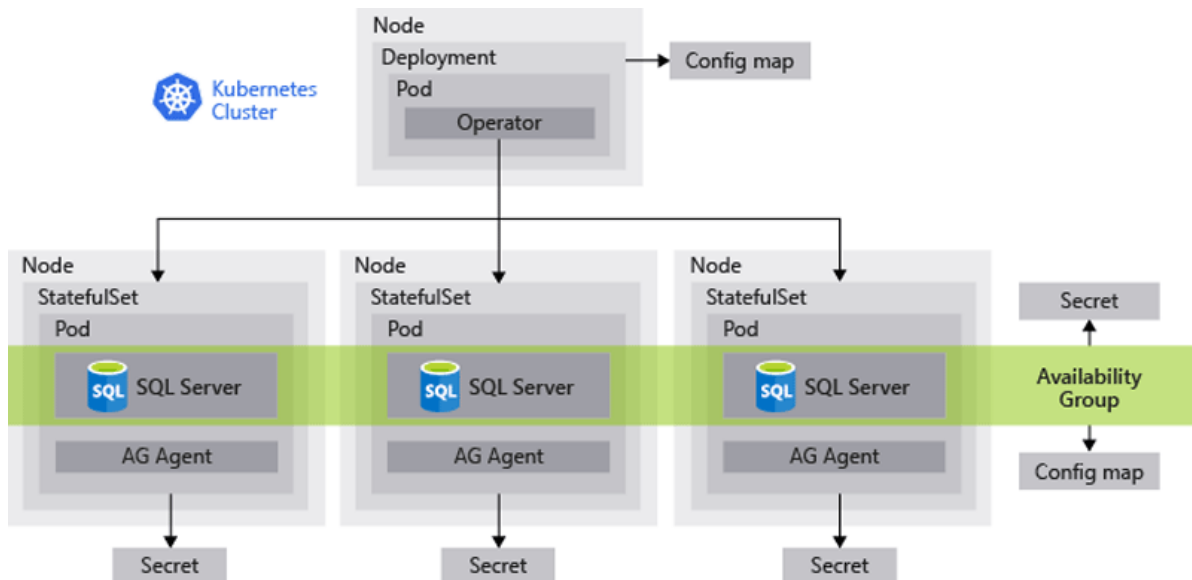 Node
Deployment
Config map
Pod
Operator
Kubernetes
Cluster
Node
StatefulSet
Pod
SQL
SQL Server
AG Agent
Secret
Node
StatefulSet
Pod
SQL
SQL Server
AG Agent
Secret
Node
StatefulSet
Pod
SQL
SQL Server
AG Agent
Secret
Secret
Availability
Group
Config map